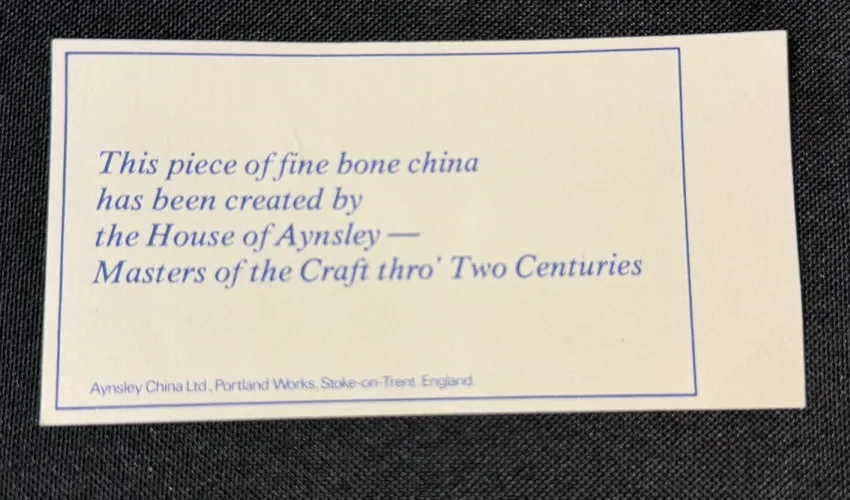 This piece of fine bone china
has been created by
the House of Aynsley —
Masters of the Craft thro' Two Centuries
Aynsley China Ltd., Portland Works, Stoke-on-Trent. England.